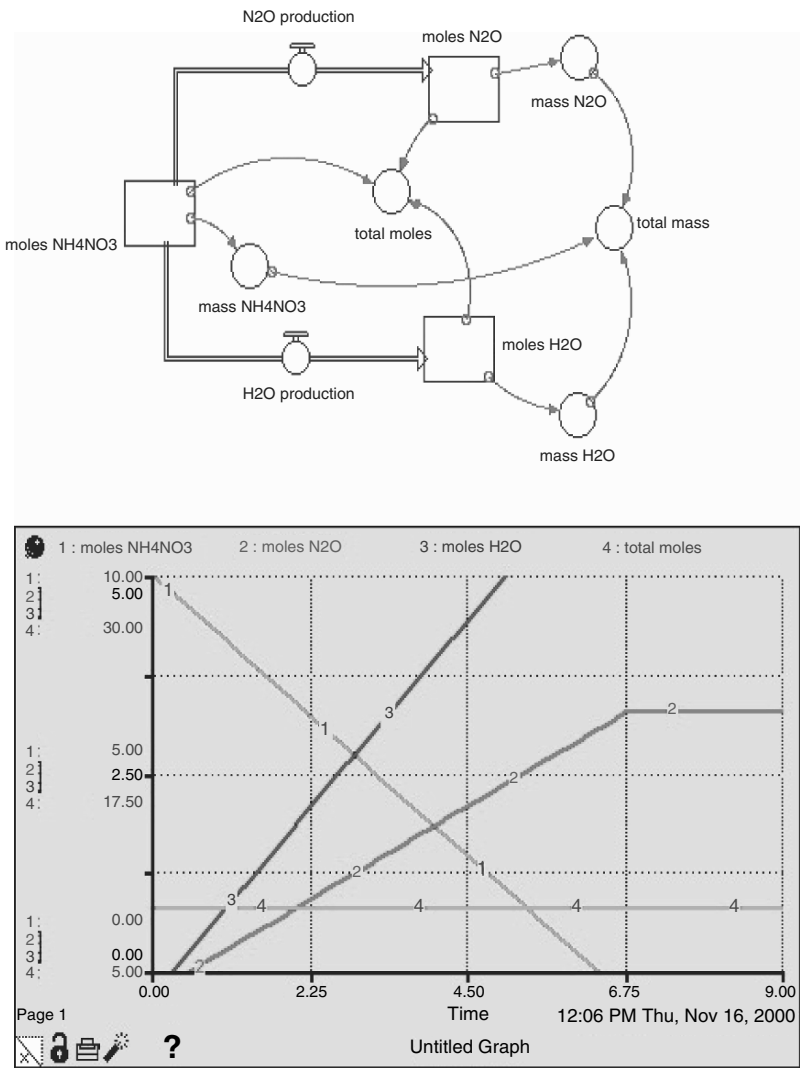 N2O production
moles N2O
mass N2O
total moles
total mass
moles NH4NO3
mass NH4NO3
moles H2O
H2O production
mass H2O
1 : moles NH4NO3 2 : moles N2O 3 : moles H2O 4 : total moles
1: 10.00
2: 5.00
3:
4: 30.00
1 1 1
2 2 2 2
3 3
4 4 4 4
1: 5.00
2: 2.50
3:
4: 17.50
1: 0.00
2:
3: 0.00
4: 5.00
0.00 2.25 4.50 6.75 9.00
Page 1 Time 12:06 PM Thu, Nov 16, 2000
? Untitled Graph